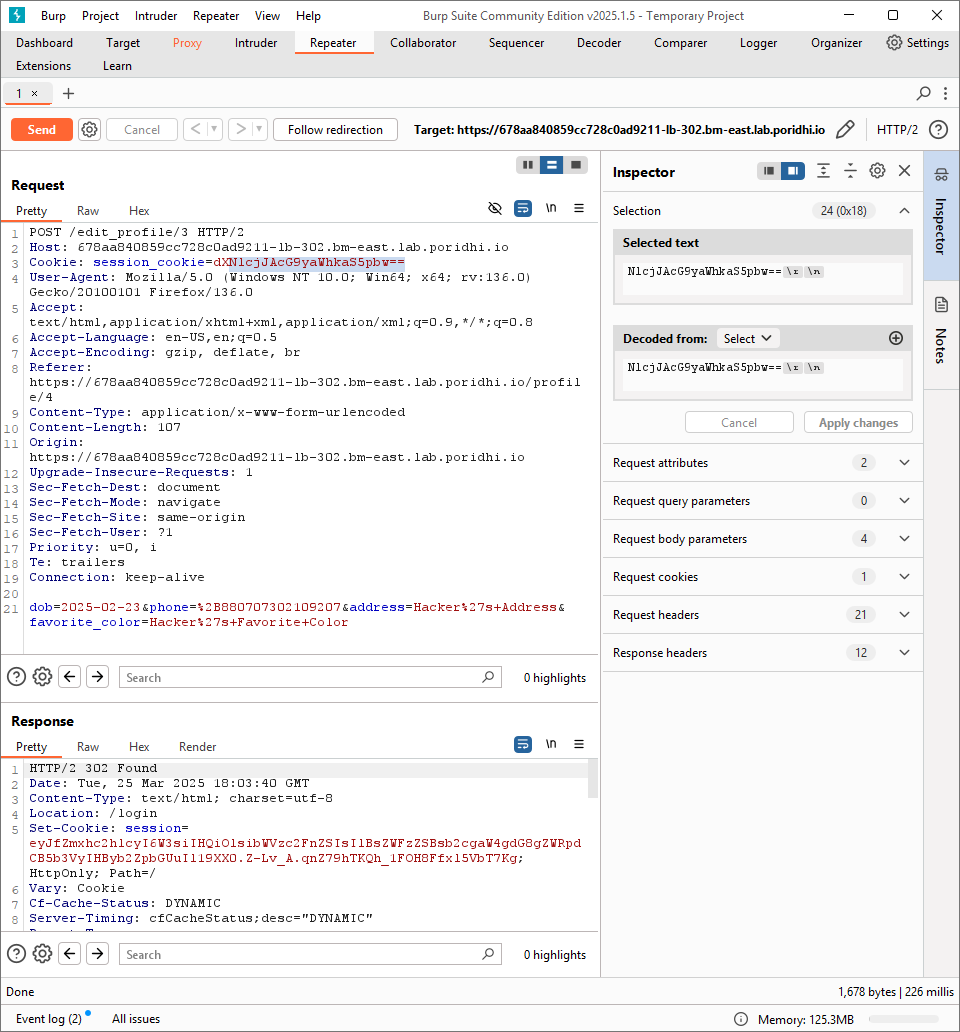 Burp Project Intruder Repeater View Help Burp Suite Community Edition v2025.1.5 - Temporary Project
Dashboard Target Proxy Intruder Repeater Collaborator Sequencer Decoder Comparer Logger Organizer Settings
Extensions Learn
1 × +
Send Cancel < > Follow redirection Target: https://678aa840859cc728c0ad9211-lb-302.bm-east.lab.poridhi.io HTTP/2
Request
Pretty Raw Hex \n
1 POST /edit_profile/3 HTTP/2
2 Host: 678aa840859cc728c0ad9211-lb-302.bm-east.lab.poridhi.io
3 Cookie: session_cookie=dXNlcjJAcG9yaWhkaS5pbw==
4 User-Agent: Mozilla/5.0 (Windows NT 10.0; Win64; x64; rv:136.0)
Gecko/20100101 Firefox/136.0
5 Accept:
text/html,application/xhtml+xml,application/xml;q=0.9,*/*;q=0.8
6 Accept-Language: en-US,en;q=0.5
7 Accept-Encoding: gzip, deflate, br
8 Referer:
https://678aa840859cc728c0ad9211-lb-302.bm-east.lab.poridhi.io/profil
e/4
9 Content-Type: application/x-www-form-urlencoded
10 Content-Length: 107
11 Origin:
https://678aa840859cc728c0ad9211-lb-302.bm-east.lab.poridhi.io
12 Upgrade-Insecure-Requests: 1
13 Sec-Fetch-Dest: document
14 Sec-Fetch-Mode: navigate
15 Sec-Fetch-Site: same-origin
16 Sec-Fetch-User: ?1
17 Priority: u=0, i
18 Te: trailers
19 Connection: keep-alive
20
21 dob=2025-02-23&phone=%2B880707302109207&address=Hacker%27s+Address&
favorite_color=Hacker%27s+Favorite+Color
Search 0 highlights
Response
Pretty Raw Hex Render \n
1 HTTP/2 302 Found
2 Date: Tue, 25 Mar 2025 18:03:40 GMT
3 Content-Type: text/html; charset=utf-8
4 Location: /login
5 Set-Cookie: session=
eyJfZmxhc2hlcyI6W3siIHQiOlsibWVzc2FnZSIsIlBsZWFzZSBsb2cgaW4gdG8gZWRpd
CB5b3VyIHByb2ZpbGUuIl19XX0.Z-Lv_A.qnZ79hTKQh_1FOH8Ffxl5VbT7Kg;
HttpOnly; Path=/
6 Vary: Cookie
7 Cf-Cache-Status: DYNAMIC
8 Server-Timing: cfCacheStatus;desc="DYNAMIC"
Search 0 highlights
Inspector
Selection 24 (0x18)
Selected text
NlcjJAcG9yaWhkaS5pbw== \r \n
Decoded from: Select
NlcjJAcG9yaWhkaS5pbw== \r \n
Cancel Apply changes
Request attributes 2
Request query parameters 0
Request body parameters 4
Request cookies 1
Request headers 21
Response headers 12
Inspector
Notes
Done 1,678 bytes | 226 millis
Event log (2) All issues Memory: 125.3MB